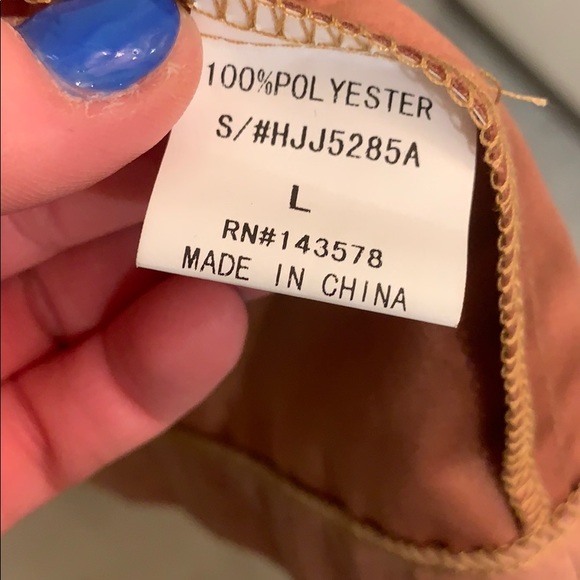 100%POLYESTER
S/#HJJ5285A
L
RN#143578
MADE IN CHINA